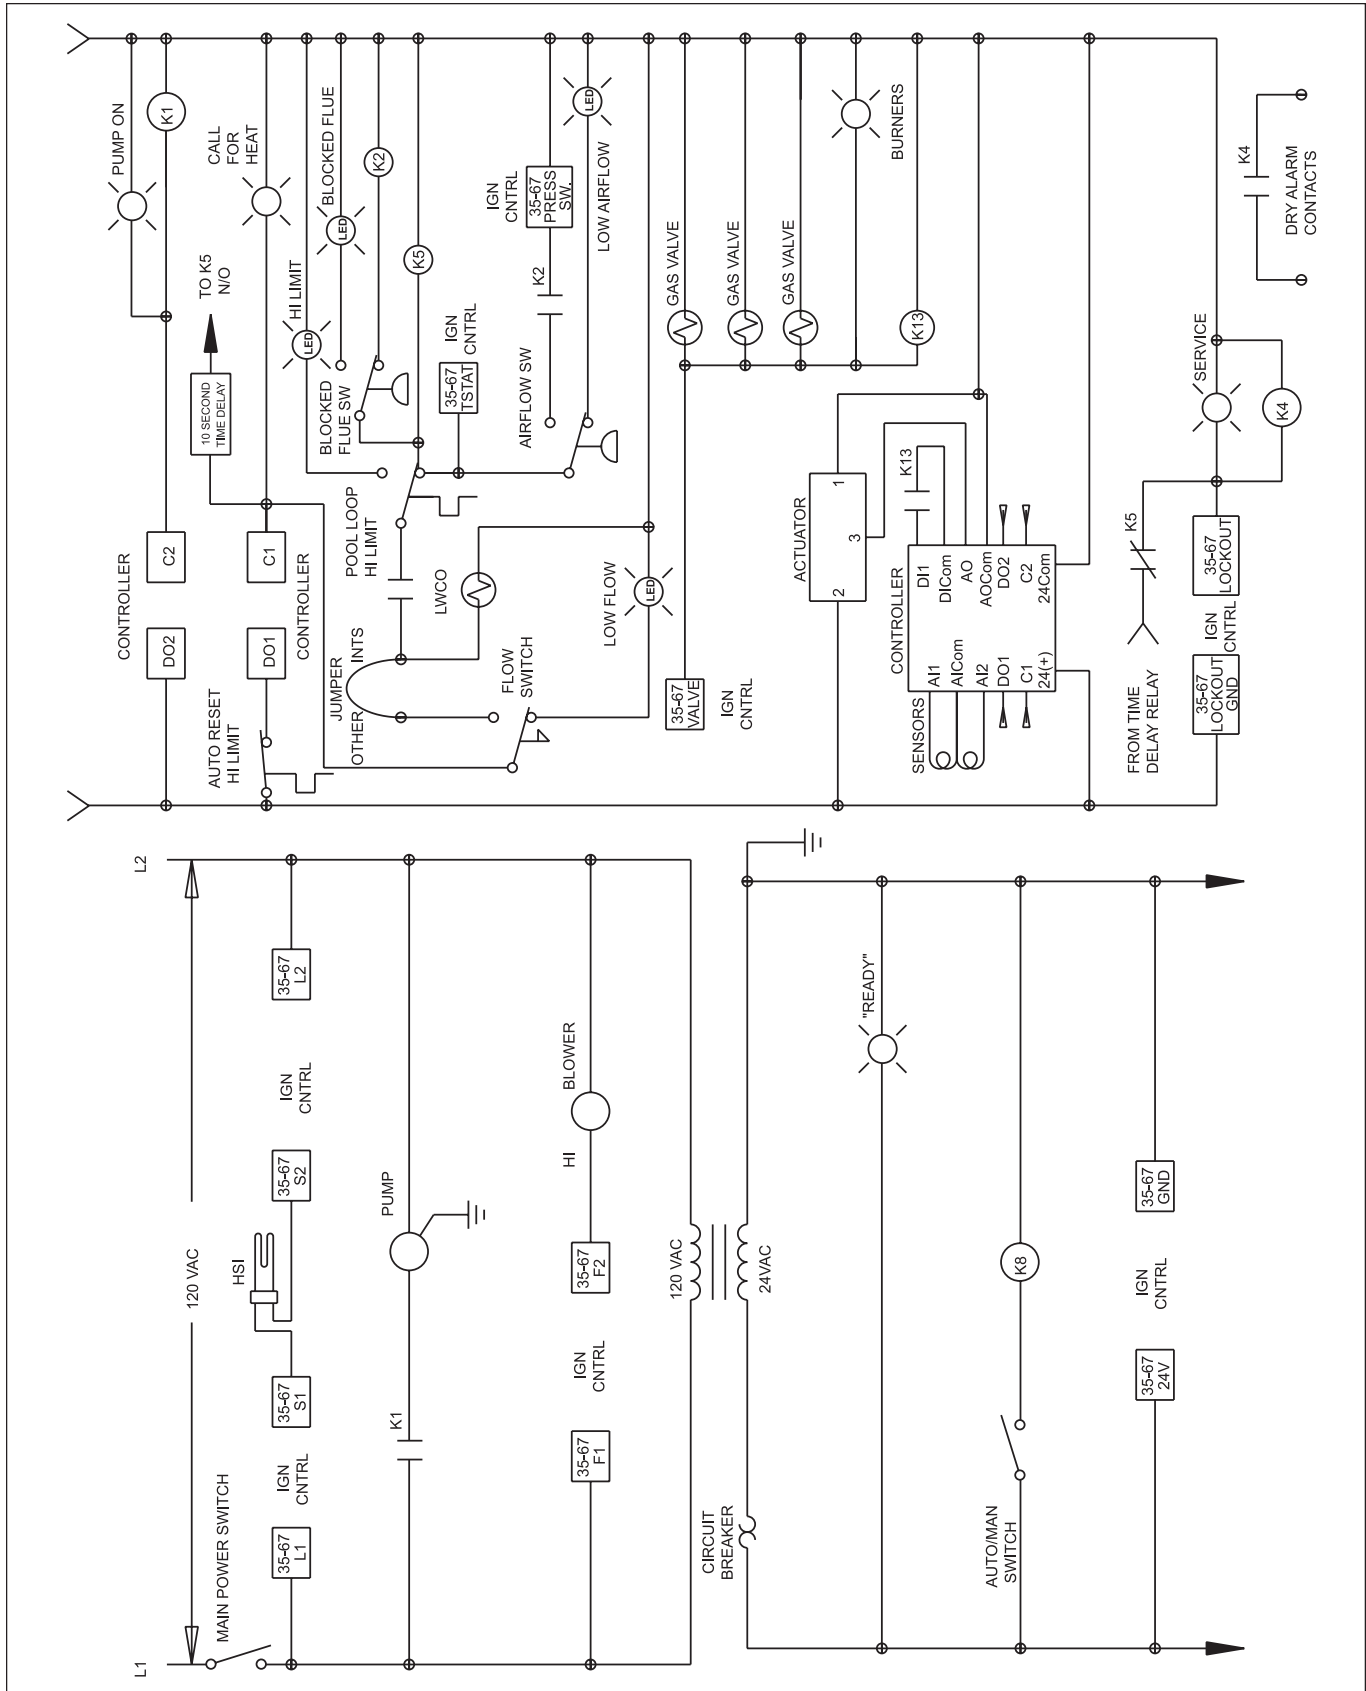 L1
L2
120 VAC
MAIN POWER SWITCH
35-67
L1
IGN
CNTRL
35-67
S1
HSI
35-67
S2
IGN
CNTRL
35-67
L2
K1
PUMP
35-67
F1
IGN
CNTRL
35-67
F2
HI
BLOWER
120 VAC
24VAC
CIRCUIT
BREAKER
"READY"
AUTO/MAN
SWITCH
K8
35-67
24V
IGN
CNTRL
35-67
GND
PUMP ON
K1
CONTROLLER
DO2
C2
TO K5
N/O
10 SECOND
TIME DELAY
CALL
FOR
HEAT
AUTO RESET
HI LIMIT
DO1
C1
CONTROLLER
HI LIMIT
LED
BLOCKED FLUE
LED
K2
BLOCKED
FLUE SW
K5
JUMPER
OTHER
INTS
POOL LOOP
HI LIMIT
LWCO
35-67
TSTAT
IGN
CNTRL
FLOW
SWITCH
AIRFLOW SW
K2
IGN
CNTRL
35-67
PRESS
SW.
LED
LOW AIRFLOW
LOW FLOW
LED
35-67
VALVE
IGN
CNTRL
GAS VALVE
GAS VALVE
GAS VALVE
BURNERS
K13
ACTUATOR
1
2
3
K13
CONTROLLER
DI1
DICom
AO
AOCom
DO2
C2
24Com
AI1
AICom
AI2
DO1
C1
24(+)
SENSORS
K5
FROM TIME
DELAY RELAY
SERVICE
K4
35-67
LOCKOUT
IGN
CNTRL
35-67
LOCKOUT
GND
K4
DRY ALARM
CONTACTS